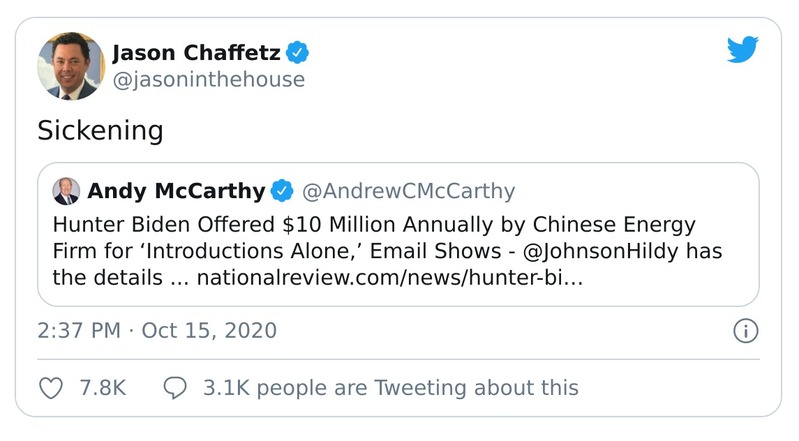 Jason Chaffetz
@jasoninthehouse
Sickening
Andy McCarthy @AndrewCMcCarthy
Hunter Biden Offered $10 Million Annually by Chinese Energy
Firm for ‘Introductions Alone,’ Email Shows - @JohnsonHildy has
the details ... nationalreview.com/news/hunter-bi…
2:37 PM · Oct 15, 2020
7.8K 3.1K people are Tweeting about this